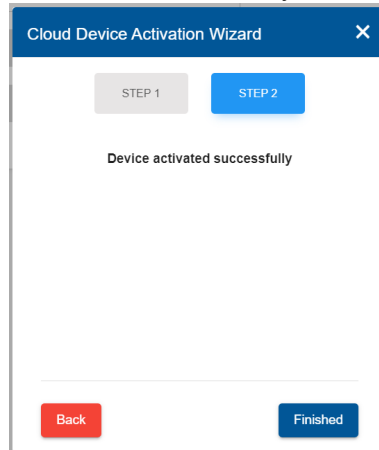 Cloud Device Activation Wizard
STEP 1 STEP 2
Device activated successfully
Back Finished